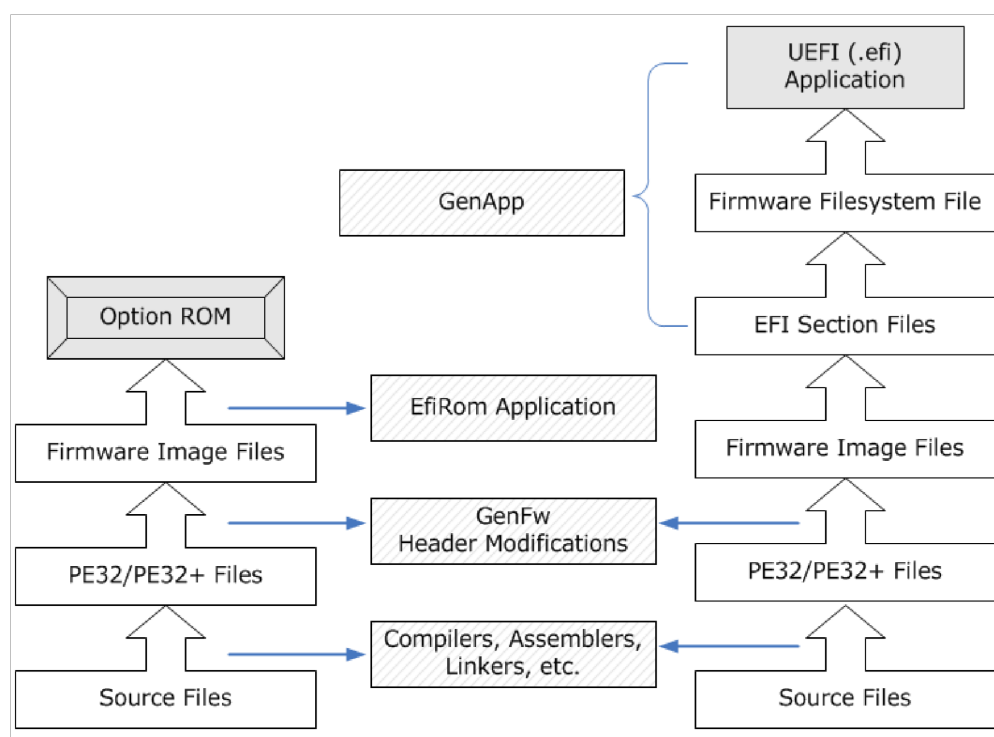 UEFI (.efi)
Application
GenApp
Firmware Filesystem File
Option ROM
EFI Section Files
EfiRom Application
Firmware Image Files
Firmware Image Files
GenFw
Header Modifications
PE32/PE32+ Files
PE32/PE32+ Files
Compilers, Assemblers,
Linkers, etc.
Source Files
Source Files